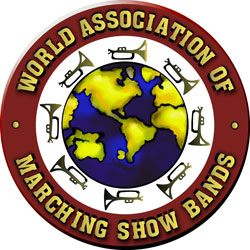 WORLD ASSOCIATION OF
MARCHING SHOW BANDS